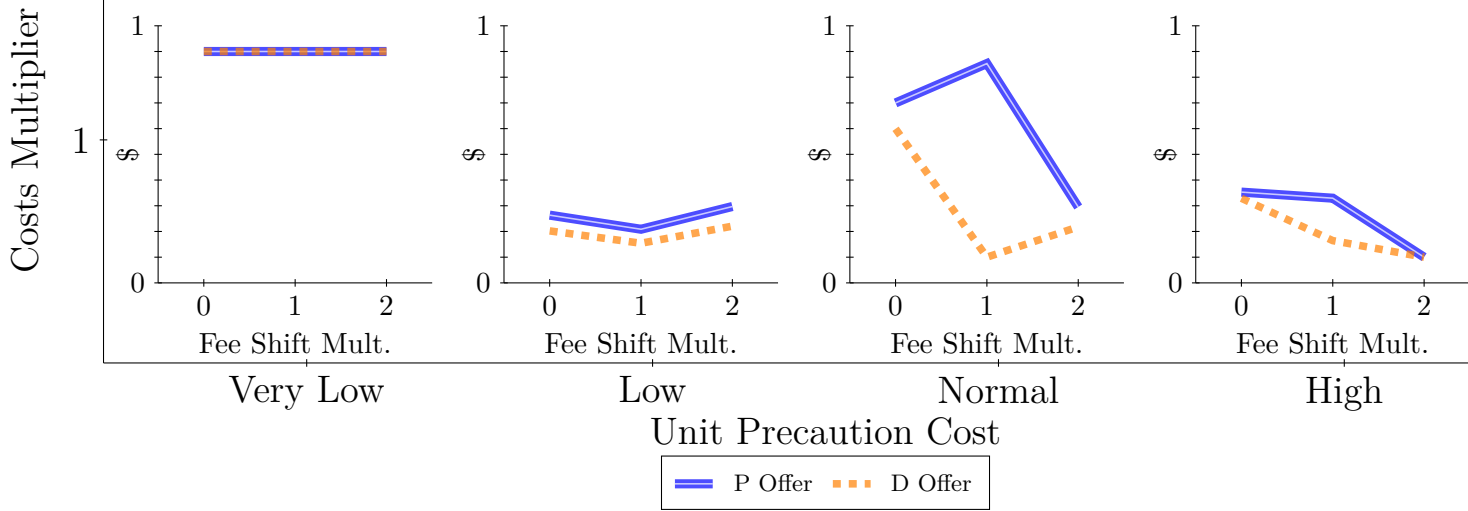 Costs Multiplier
1
1
$
0
0 1 2
Fee Shift Mult.
1
$
0
0 1 2
Fee Shift Mult.
1
$
0
0 1 2
Fee Shift Mult.
1
$
0
0 1 2
Fee Shift Mult.
Very Low
Low
Normal
High
Unit Precaution Cost
P Offer
D Offer